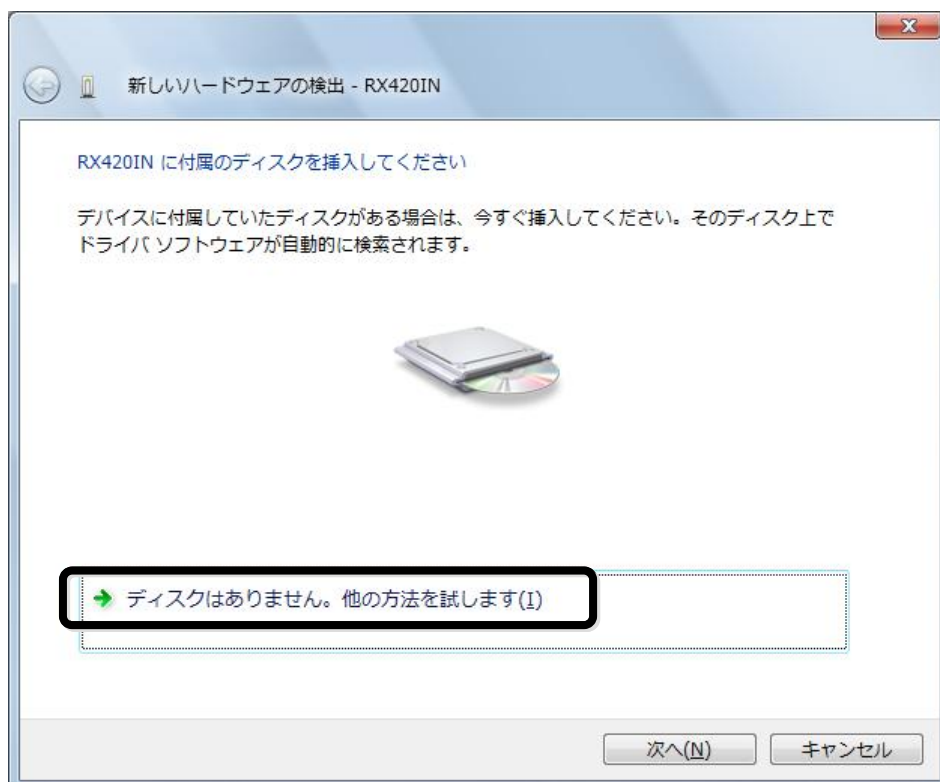 新しいハードウェアの検出 - RX420IN
RX420IN に付属のディスクを挿入してください
デバイスに付属していたディスクがある場合は、今すぐ挿入してください。そのディスク上で
ドライバ ソフトウェアが自動的に検索されます。
ディスクはありません。他の方法を試します(I)
次へ(N)
キャンセル